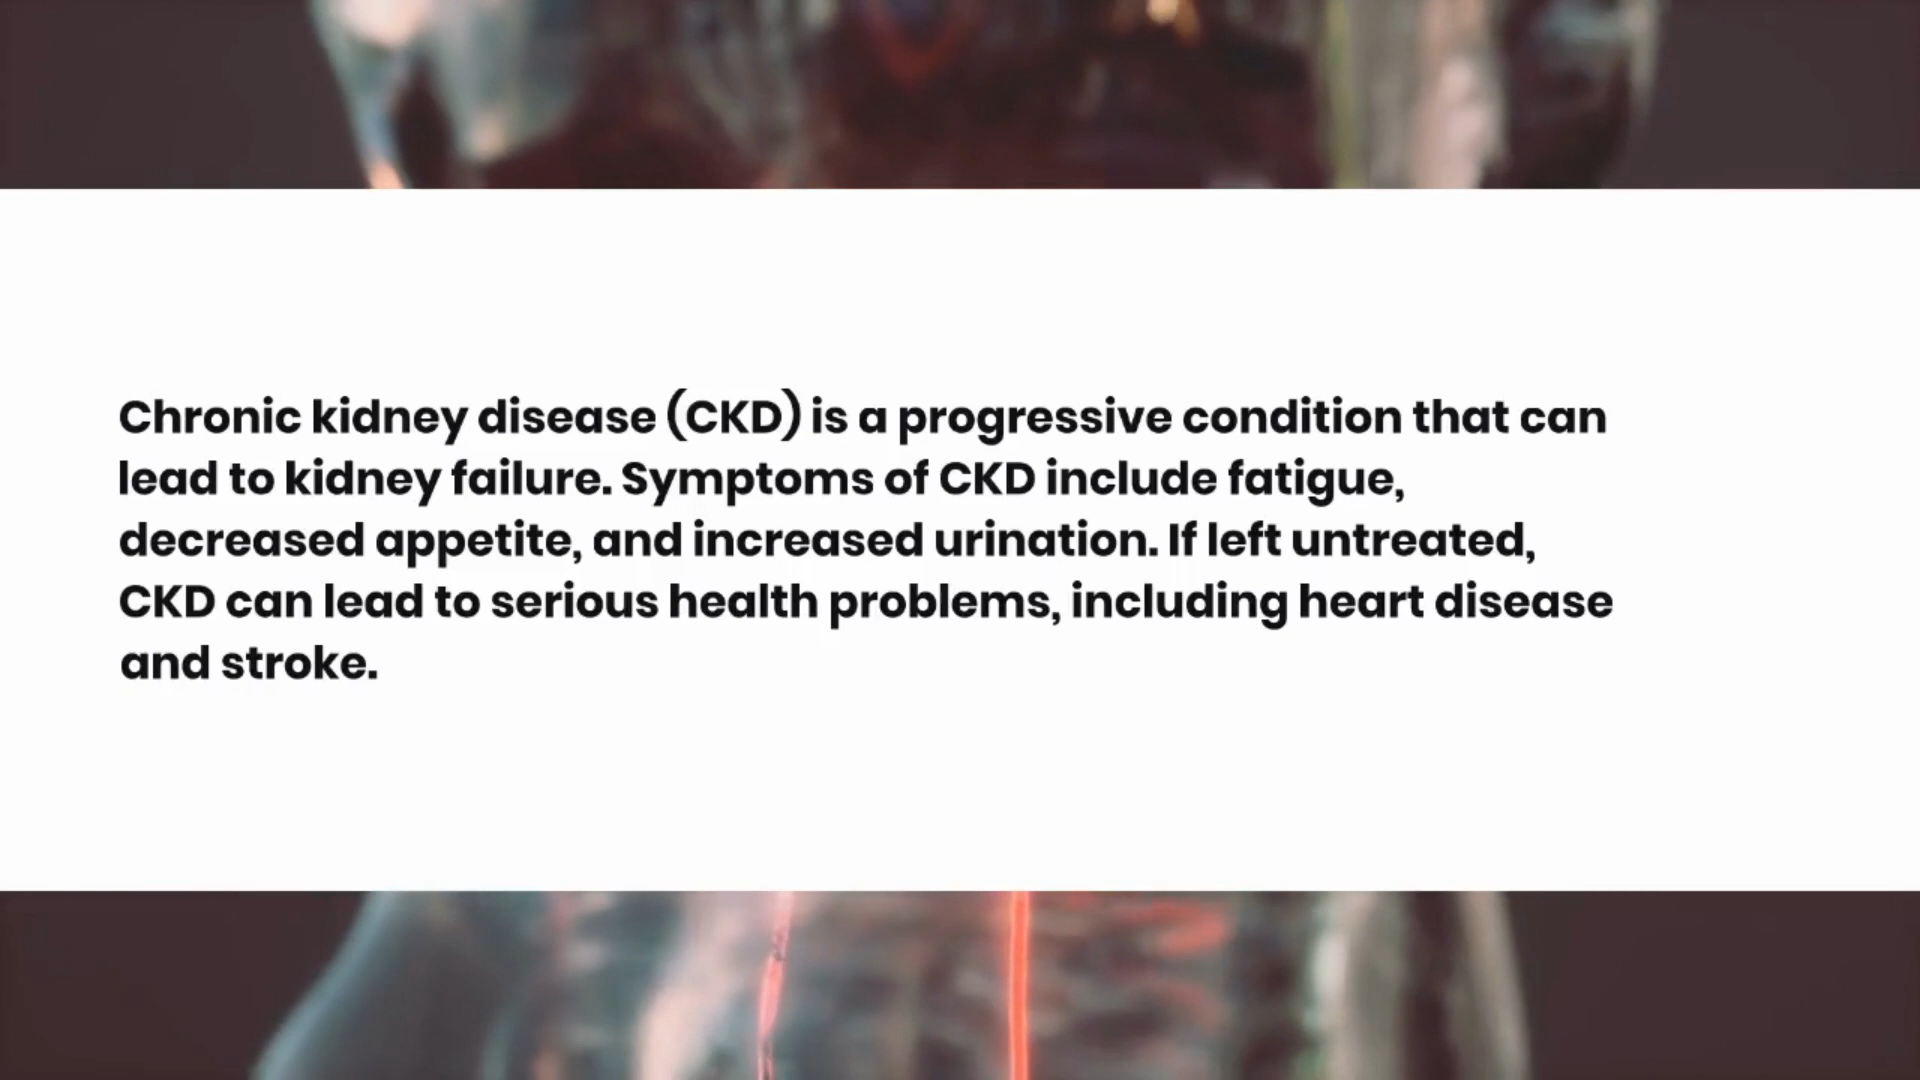 Chronic kidney disease (CKD) is a progressive condition that can
lead to kidney failure. Symptoms of CKD include fatigue,
decreased appetite, and increased urination. If left untreated,
CKD can lead to serious health problems, including heart disease
and stroke.